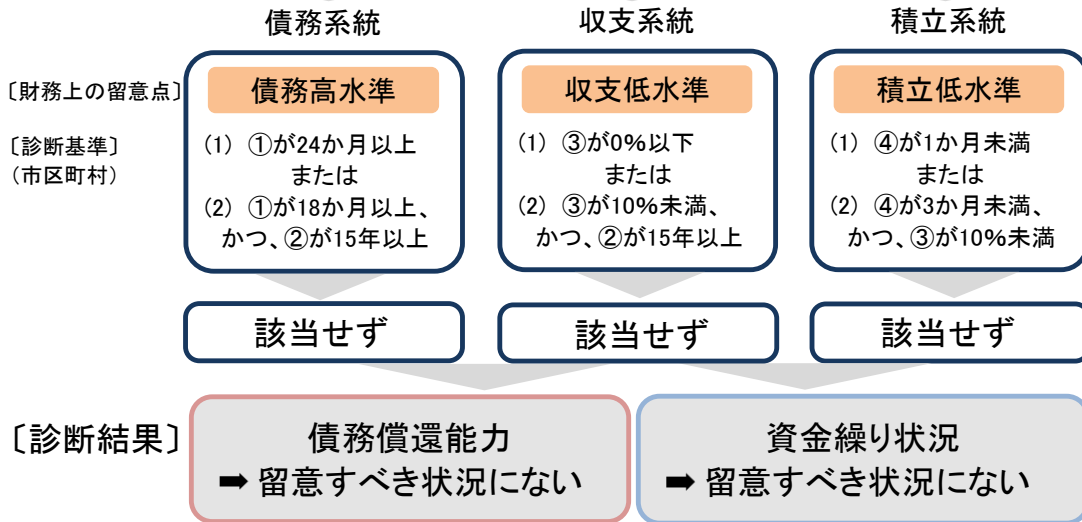 債務系統
収支系統
積立系統
〔財務上の留意点〕
債務高水準
収支低水準
積立低水準
〔診断基準〕
（市区町村）
(1) ①が24か月以上
または
(2) ①が18か月以上、
かつ、②が15年以上
(1) ③が0%以下
または
(2) ③が10%未満、
かつ、②が15年以上
(1) ④が1か月未満
または
(2) ④が3か月未満、
かつ、③が10%未満
該当せず
該当せず
該当せず
〔診断結果〕
債務償還能力
➡ 留意すべき状況にない
資金繰り状況
➡ 留意すべき状況にない